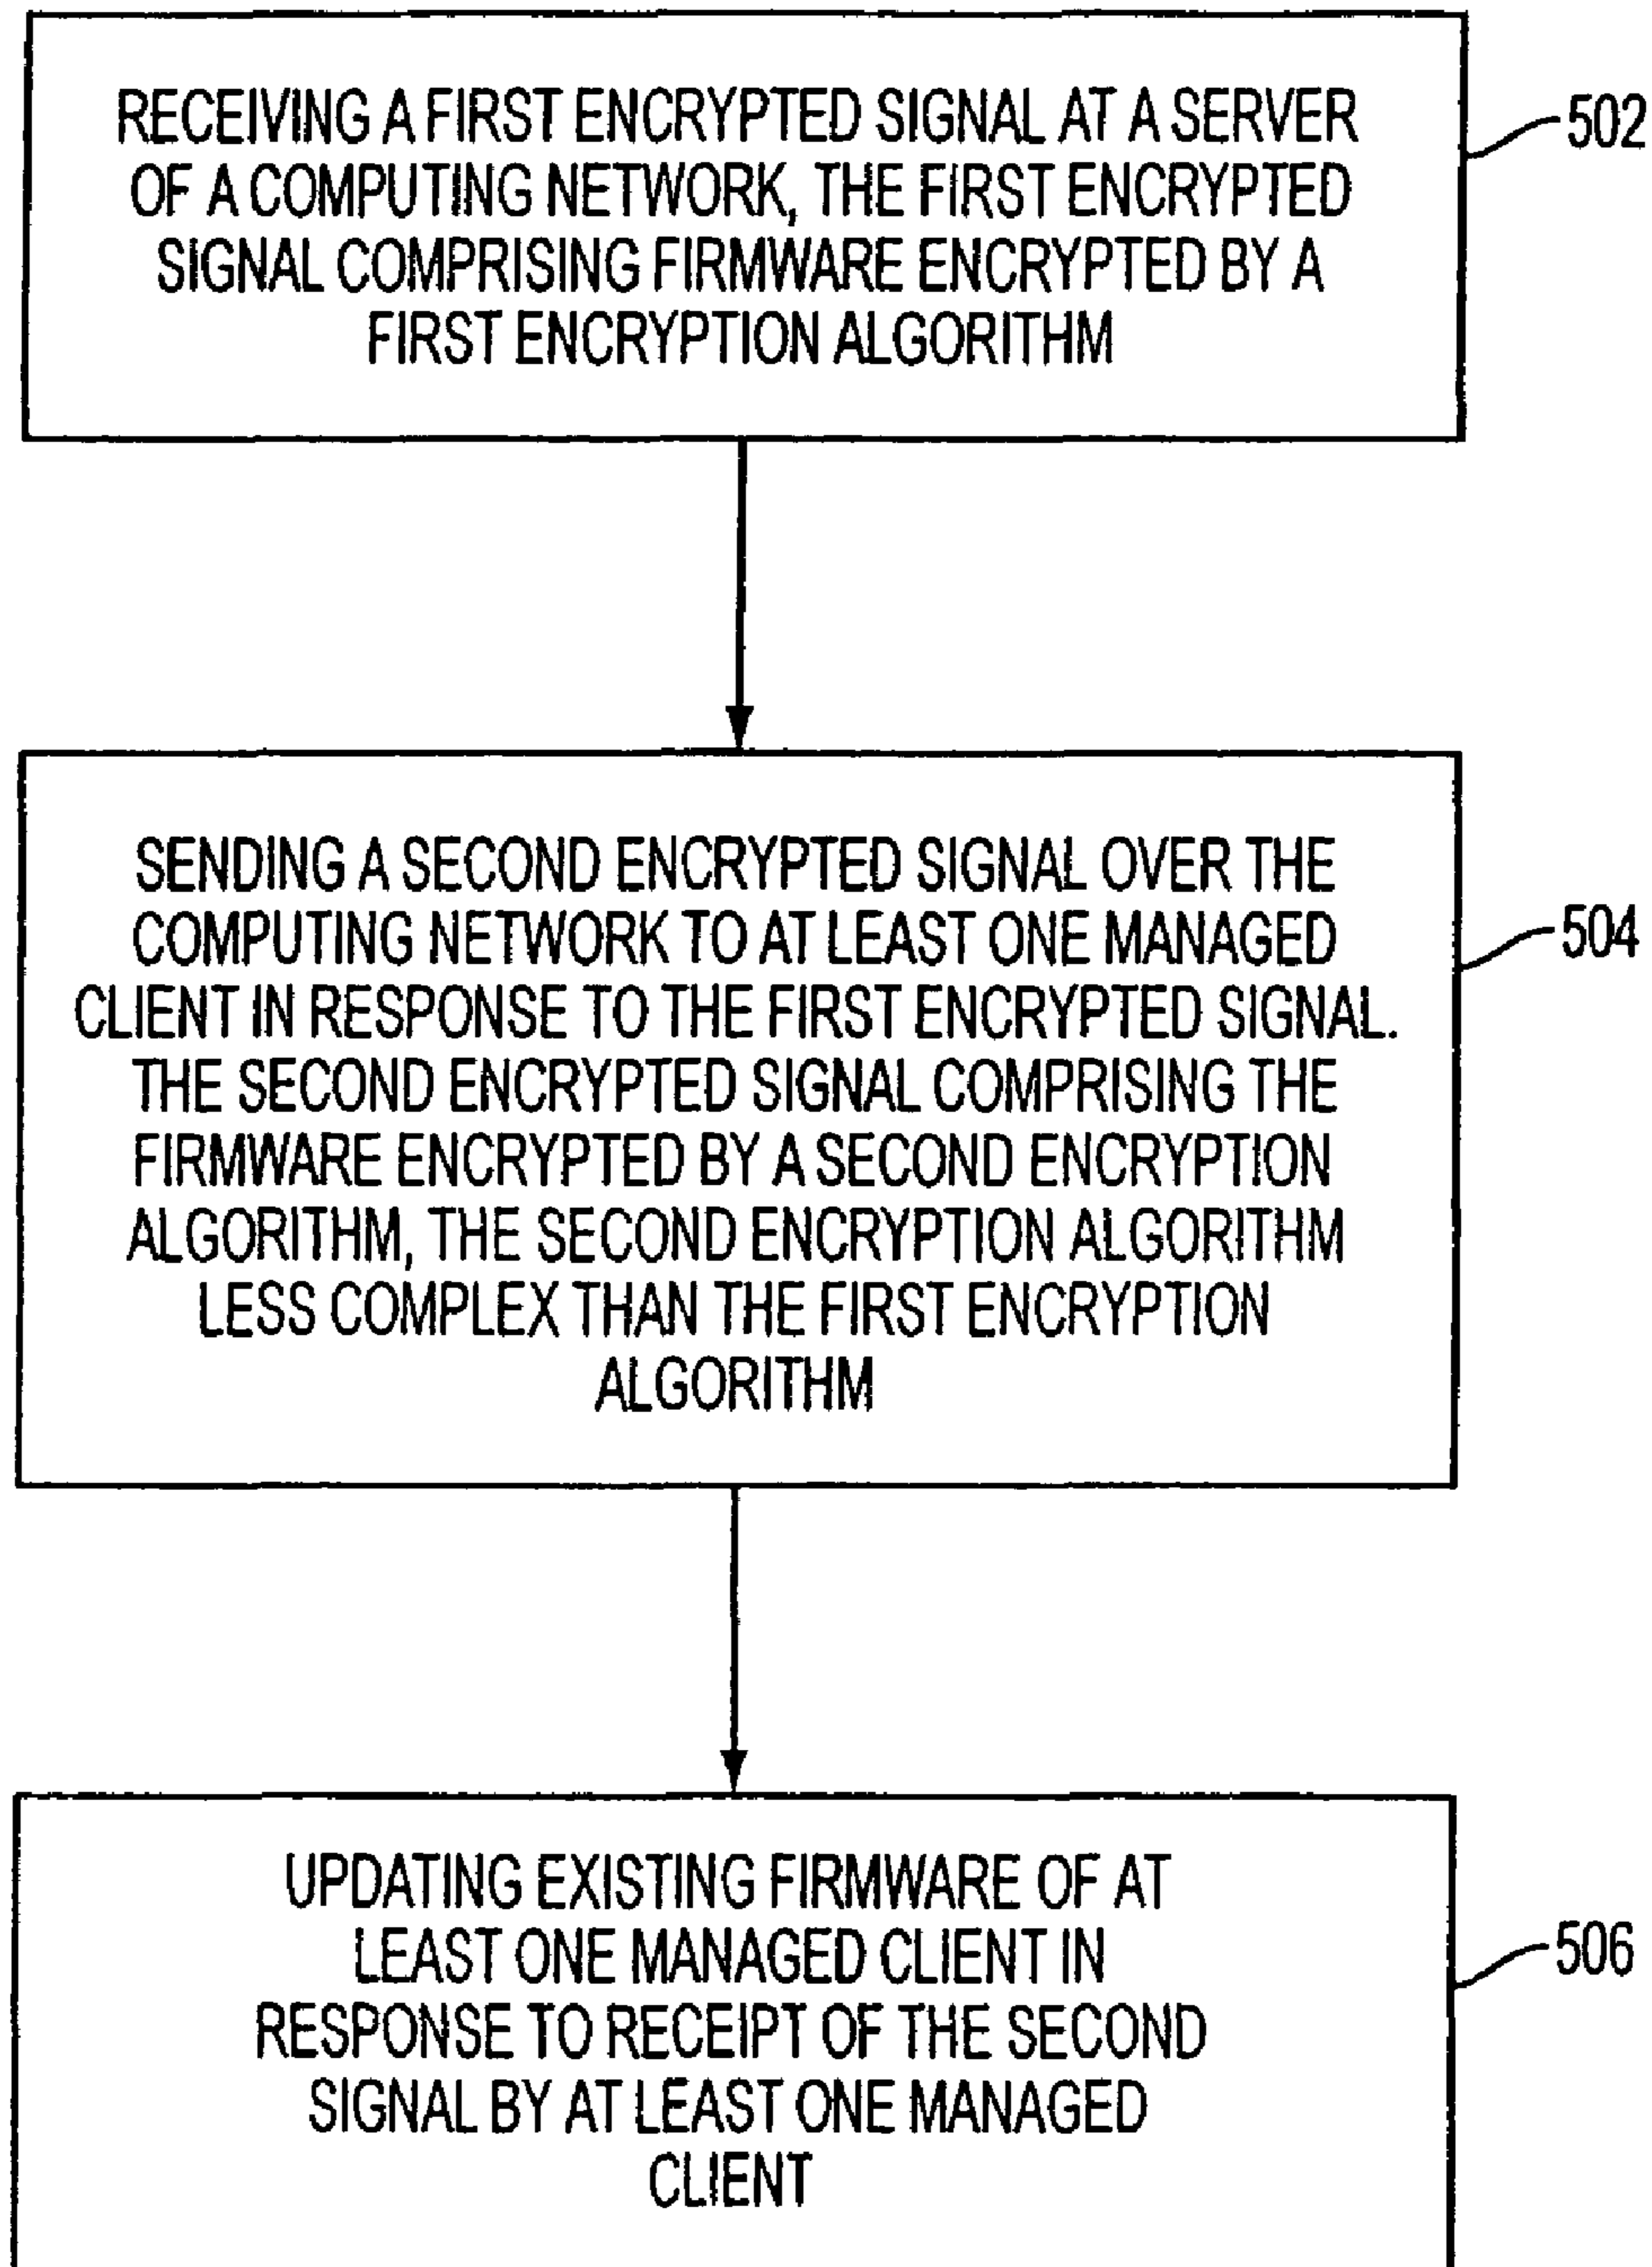 RECEIVING A FIRST ENCRYPTED SIGNAL AT A SERVER
OF A COMPUTING NETWORK, THE FIRST ENCRYPTED
SIGNAL COMPRISING FIRMWARE ENCRYPTED BY A
FIRST ENCRYPTION ALGORITHM
502
SENDING A SECOND ENCRYPTED SIGNAL OVER THE
COMPUTING NETWORK TO AT LEAST ONE MANAGED
CLIENT IN RESPONSE TO THE FIRST ENCRYPTED SIGNAL.
THE SECOND ENCRYPTED SIGNAL COMPRISING THE
FIRMWARE ENCRYPTED BY A SECOND ENCRYPTION
ALGORITHM, THE SECOND ENCRYPTION ALGORITHM
LESS COMPLEX THAN THE FIRST ENCRYPTION
ALGORITHM
504
UPDATING EXISTING FIRMWARE OF AT
LEAST ONE MANAGED CLIENT IN
RESPONSE TO RECEIPT OF THE SECOND
SIGNAL BY AT LEAST ONE MANAGED
CLIENT
506